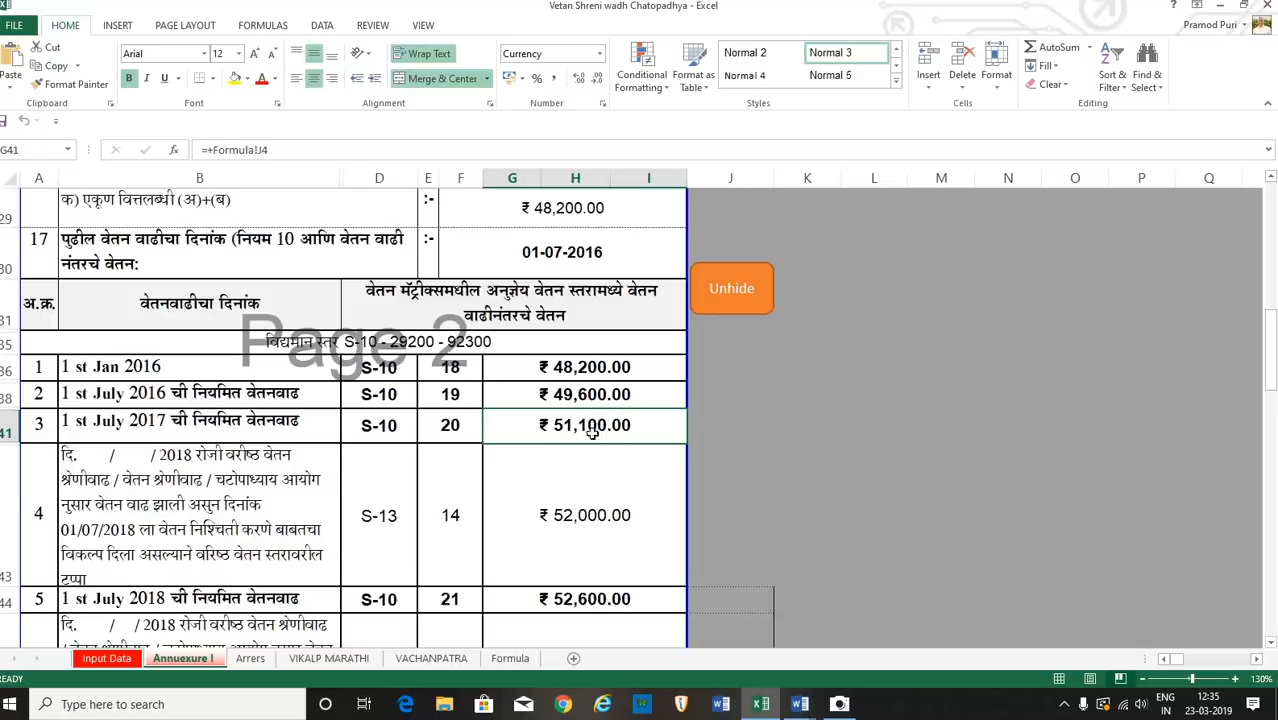 Vetan Shreni wadh Chatopadhya - Excel
FILE HOME INSERT PAGE LAYOUT FORMULAS DATA REVIEW VIEW Pramod Puri
Cut
Copy
Format Painter
Paste
Clipboard
Arial 12
B I U
Font
Wrap Text
Merge & Center
Alignment
Currency
Number
Conditional Formatting
Format as Table
Normal 2 Normal 3
Normal 4 Normal 5
Styles
Insert Delete Format
Cells
AutoSum
Fill
Clear
Sort & Filter
Find & Select
Editing
G41 =+Formula!J4
A B D E F G H I J K L M N O P Q
29 क) एकूण वित्तलब्धी (अ)+(ब) :- ₹ 48,200.00
17 पुढील वेतन वाढीचा दिनांक (नियम 10 आणि वेतन वाढी :- 01-07-2016
30 नंतरचे वेतन:
Unhide
अ.क्र. वेतनवाढीचा दिनांक वेतन मॅट्रीक्समधील अनुज्ञेय वेतन स्तरामध्ये वेतन
31 वाढीनंतरचे वेतन
Page 2
35 विद्यमान स्तर S-10 - 29200 - 92300
36 1 1 st Jan 2016 S-10 18 ₹ 48,200.00
38 2 1 st July 2016 ची नियमित वेतनवाढ S-10 19 ₹ 49,600.00
41 3 1 st July 2017 ची नियमित वेतनवाढ S-10 20 ₹ 51,100.00
दि. / / 2018 रोजी वरीष्ठ वेतन
श्रेणीवाढ / वेतन श्रेणीवाढ / चटोपाध्याय आयोग
नुसार वेतन वाढ झाली असुन दिनांक
4 01/07/2018 ला वेतन निश्चिती करणे बाबतचा S-13 14 ₹ 52,000.00
विकल्प दिला असल्याने वरिष्ठ वेतन स्तरावरील
43 टप्पा
44 5 1 st July 2018 ची नियमित वेतनवाढ S-10 21 ₹ 52,600.00
दि. / / 2018 रोजी वरीष्ठ वेतन श्रेणीवाढ
Input Data Annuexure I Arrers VIKALP MARATHI VACHANPATRA Formula
READY 130%
Type here to search
ENG 12:35
IN 23-03-2019